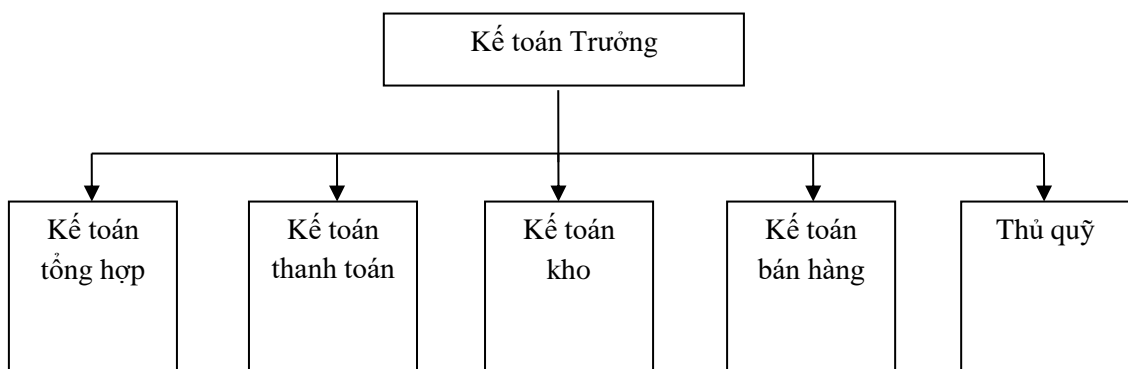 Kế toán Trưởng
Kế toán
tổng hợp
Kế toán
thanh toán
Kế toán
kho
Kế toán
bán hàng
Thủ quỹ